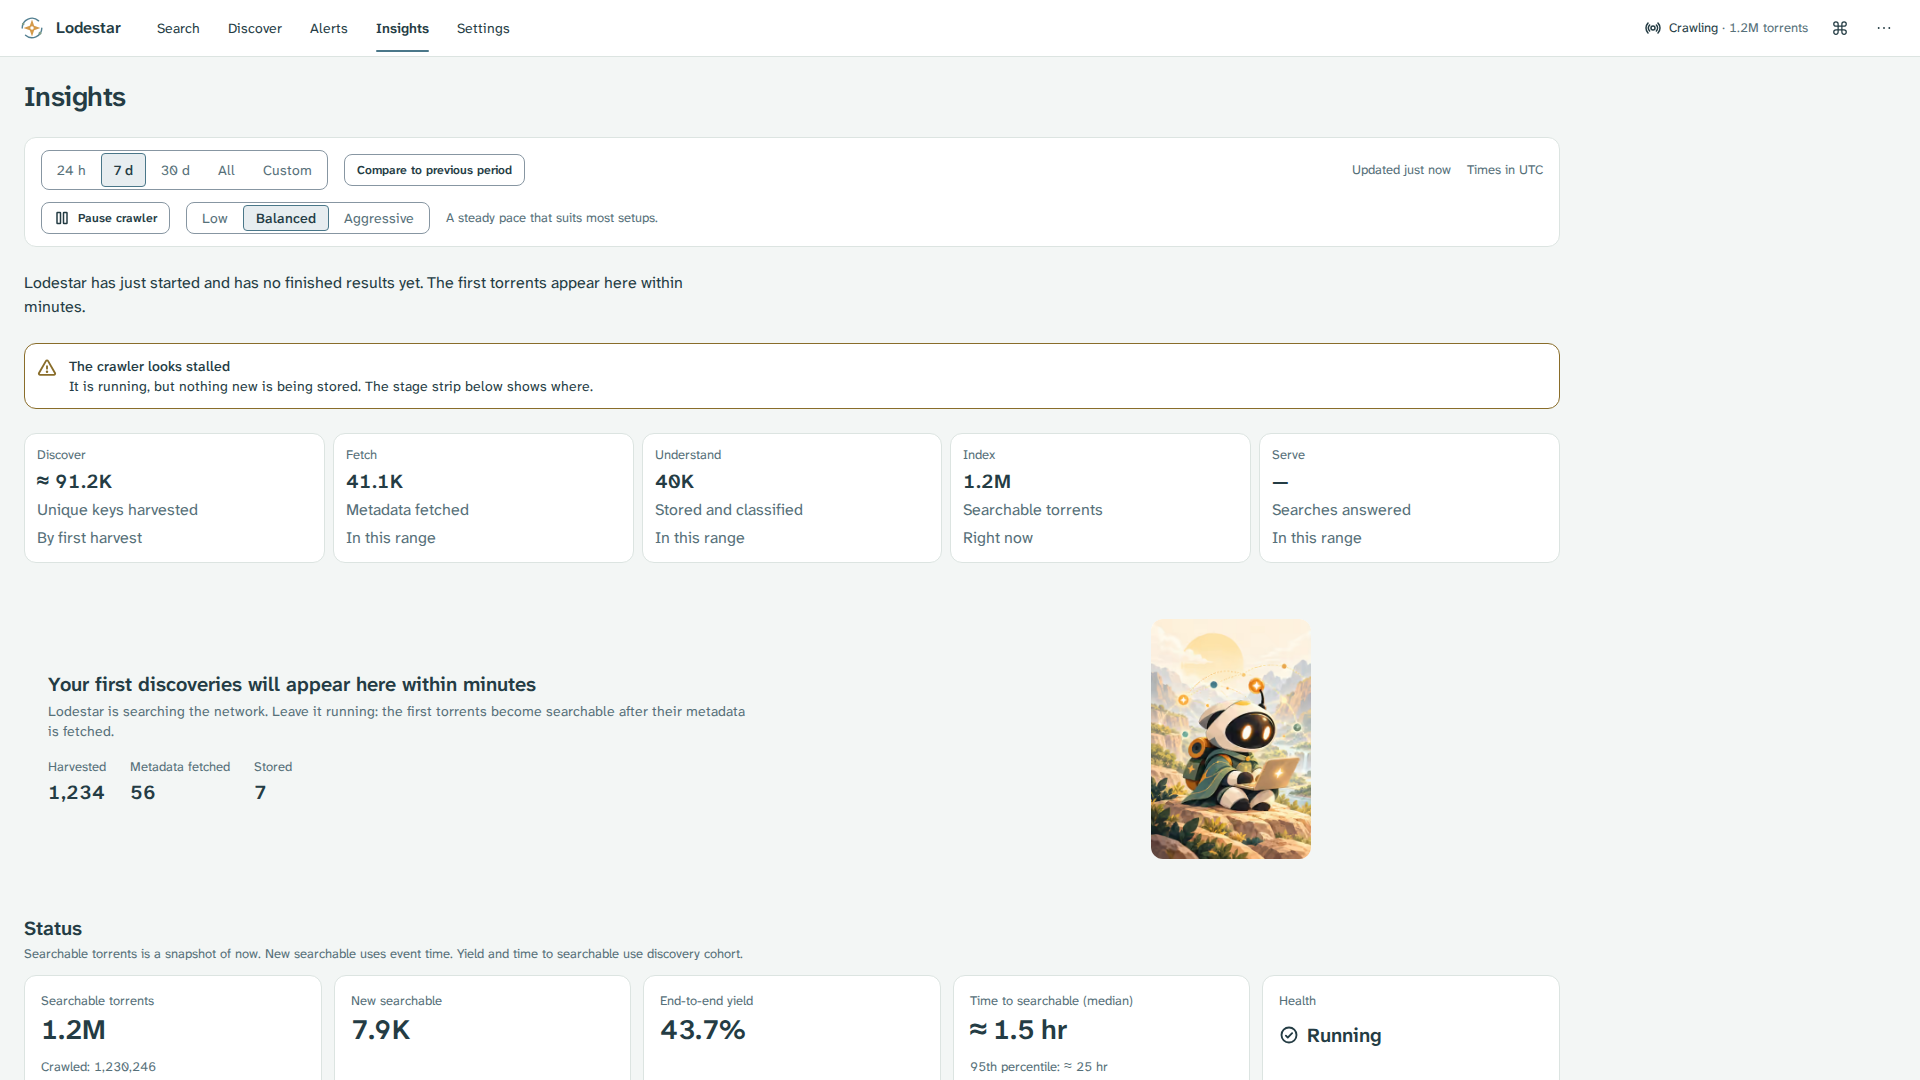 Lodestar
Search
Discover
Alerts
Insights
Settings
Crawling · 1.2M torrents
Insights
24 h
7 d
30 d
All
Custom
Compare to previous period
Updated just now
Times in UTC
Pause crawler
Low
Balanced
Aggressive
A steady pace that suits most setups.
Lodestar has just started and has no finished results yet. The first torrents appear here within
minutes.
The crawler looks stalled
It is running, but nothing new is being stored. The stage strip below shows where.
Discover
≈ 91.2K
Unique keys harvested
By first harvest
Fetch
41.1K
Metadata fetched
In this range
Understand
40K
Stored and classified
In this range
Index
1.2M
Searchable torrents
Right now
Serve
—
Searches answered
In this range
Your first discoveries will appear here within minutes
Lodestar is searching the network. Leave it running: the first torrents become searchable after their metadata
is fetched.
Harvested
1,234
Metadata fetched
56
Stored
7
Status
Searchable torrents is a snapshot of now. New searchable uses event time. Yield and time to searchable use discovery cohort.
Searchable torrents
1.2M
Crawled: 1,230,246
New searchable
7.9K
End-to-end yield
43.7%
Time to searchable (median)
≈ 1.5 hr
95th percentile: ≈ 25 hr
Health
Running